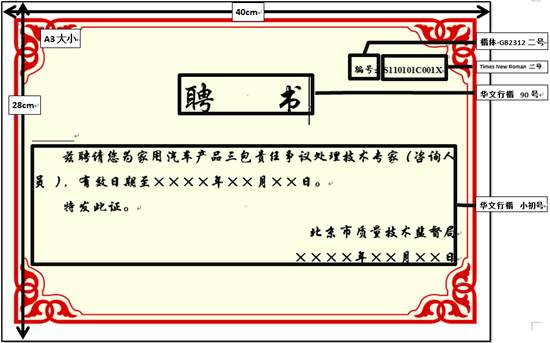 40cm
A3 大小
楷体-GB2312 二号
编号：S110101C001X
Times New Roman 二号
聘 书
华文行楷 90 号
28cm
兹聘请您为家用汽车产品三包责任争议处理技术专家（咨询人
员），有效日期至××××年××月××日。
特发此证。
华文行楷 小初号
北京市质量技术监督局
××××年××月××日